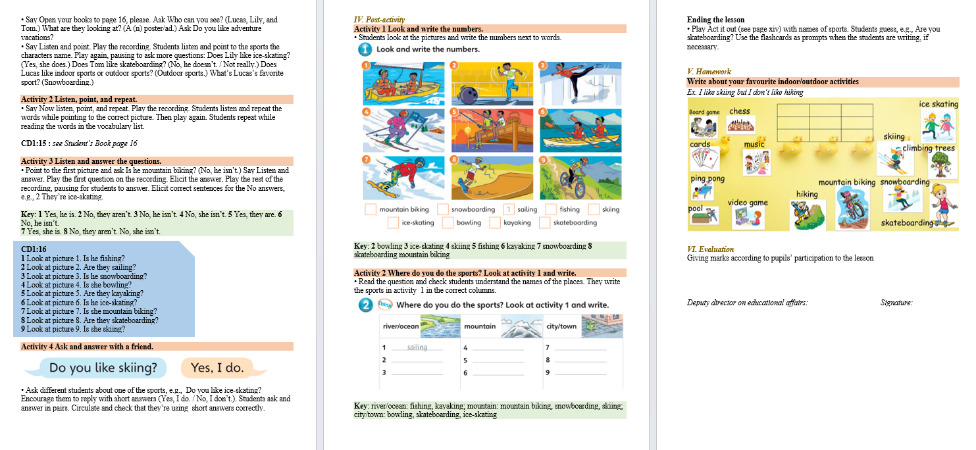 • Say Open your books to page 16, please. Ask Who can you see? (Lucas, Lily, and
Tom.) What are they looking at? (A (n) poster/ad.) Ask Do you like adventure
vacations?
• Say Listen and point. Play the recording. Students listen and point to the sports the
characters name. Play again, pausing to ask more questions: Does Lily like ice-skating?
(Yes, she does.) Does Tom like skateboarding? (No, he doesn't. / Not really.) Does
Lucas like indoor sports or outdoor sports? (Outdoor sports.) What's Lucas's favorite
sport? (Snowboarding.)
Activity 2 Listen, point, and repeat.
• Say Now listen, point, and repeat. Play the recording. Students listen and repeat the
words while pointing to the correct picture. Then play again. Students repeat while
reading the words in the vocabulary list.
CD1:15 : see Student's Book page 16
Activity 3 Listen and answer the questions.
• Point to the first picture and ask Is he mountain biking? (No, he isn't.) Say Listen and
answer. Play the first question on the recording. Elicit the answer. Play the rest of the
recording, pausing for students to answer. Elicit correct sentences for the No answers,
e.g., 2 They're ice-skating.
Key: 1 Yes, he is. 2 No, they aren't. 3 No, he isn't. 4 No, she isn't. 5 Yes, they are. 6
No, he isn't.
7 Yes, she is. 8 No, they aren't. No, she isn't.
CD1:16
1 Look at picture 1. Is he fishing?
2 Look at picture 2. Are they sailing?
3 Look at picture 3. Is he snowboarding?
4 Look at picture 4. Is she bowling?
5 Look at picture 5. Are they kayaking?
6 Look at picture 6. Is he ice-skating?
7 Look at picture 7. Is she mountain biking?
8 Look at picture 8. Are they skateboarding?
9 Look at picture 9. Is she skiing?
Activity 4 Ask and answer with a friend.
Do you like skiing? Yes, I do.
• Ask different students about one of the sports, e.g., Do you like ice-skating?
Encourage them to reply with short answers (Yes, I do. / No, I don't.). Students ask and
answer in pairs. Circulate and check that they're using short answers correctly.
IV. Post-activity
Activity 1 Look and write the numbers.
• Students look at the pictures and write the numbers next to words.
1 Look and write the numbers.
1 2 3
4 5 6
7 8 9
mountain biking snowboarding 1 sailing fishing skiing
ice-skating bowling kayaking skateboarding
Key: 2 bowling 3 ice-skating 4 skiing 5 fishing 6 kayaking 7 snowboarding 8
skateboarding mountain biking
Activity 2 Where do you do the sports? Look at activity 1 and write.
• Read the question and check students understand the names of the places. They write
the sports in activity 1 in the correct columns.
2 Where do you do the sports? Look at activity 1 and write.
river/ocean mountain city/town
1 sailing 4 7
2 5 8
3 6 9
Key: river/ocean: fishing, kayaking; mountain: mountain biking, snowboarding, skiing;
city/town: bowling, skateboarding, ice-skating
Ending the lesson
• Play Act it out (see page xiv) with names of sports. Students guess, e.g., Are you
skateboarding? Use the flashcards as prompts when the students are writing, if
necessary.
V. Homework
Write about your favourite indoor/outdoor activities
Ex. I like skiing but I don't like hiking
Board game chess ice skating
cards music skiing climbing trees
ping pong mountain biking snowboarding
pool video game hiking skateboarding
VI. Evaluation
Giving marks according to pupils' participation to the lesson
Deputy director on educational affairs: Signature: